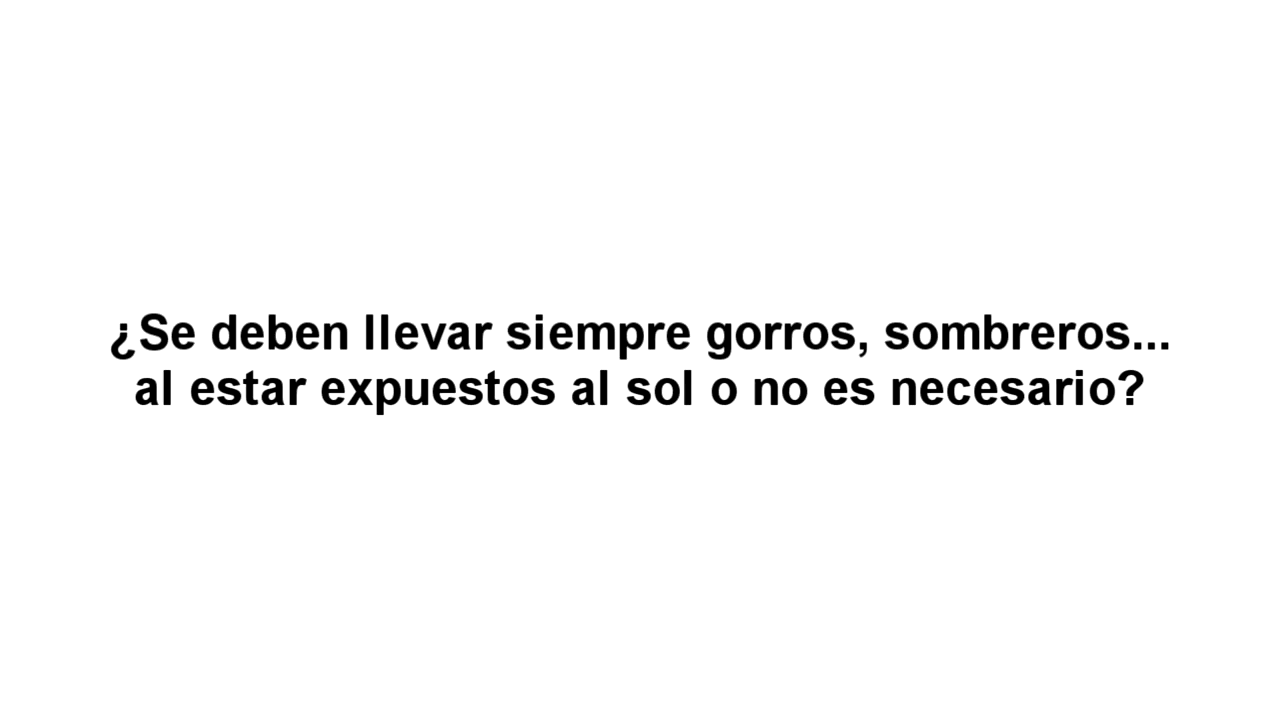 ¿Se deben llevar siempre gorros, sombreros...
al estar expuestos al sol o no es necesario?